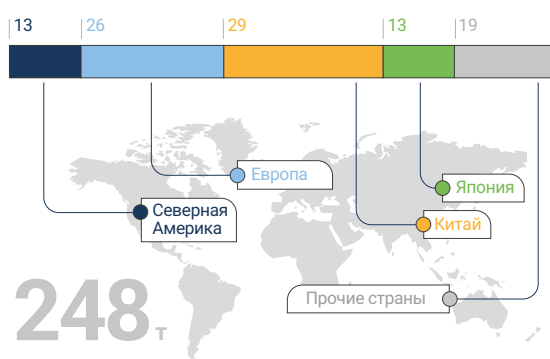 13 26 29 13 19
Европа
Япония
Северная
Америка
Китай
Прочие страны
248 т